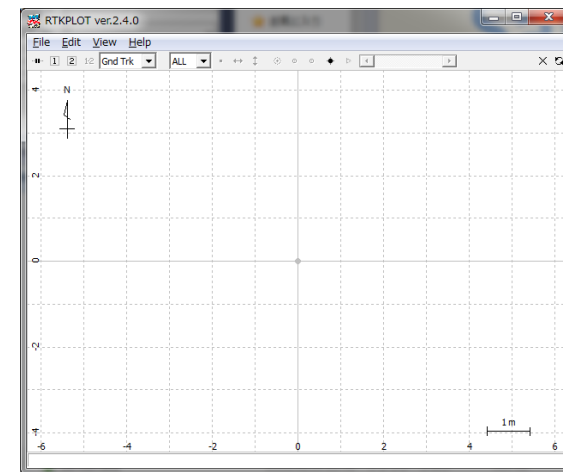 RTKPLOT ver.2.4.0
File Edit View Help
1 2 1-2 Gnd Trk ALL
N
4
2
0
-2
-4
1 m
-6 -4 -2 0 2 4 6